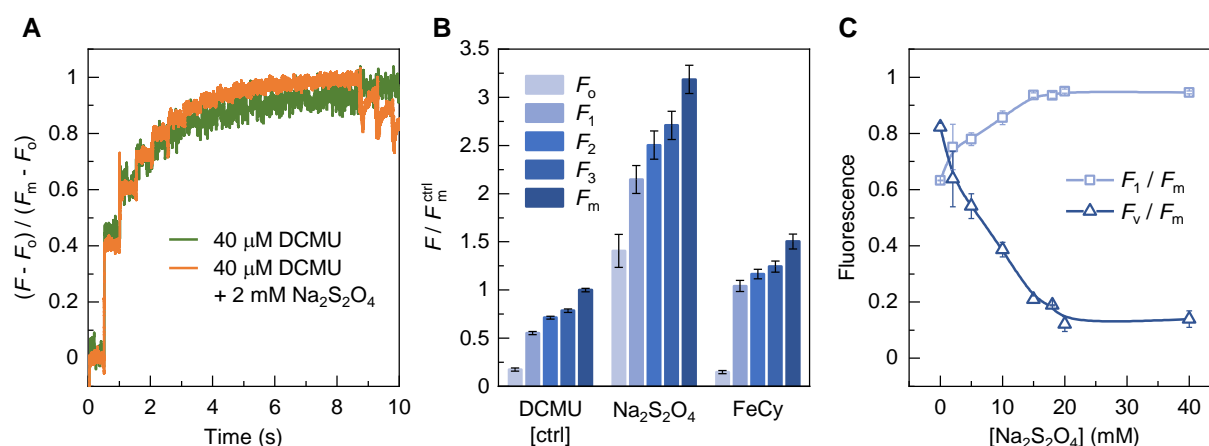 A
(F - Fₒ) / (Fₘ - Fₒ)
1
0.8
0.6
0.4
0.2
0
40 μM DCMU
40 μM DCMU
+ 2 mM Na₂S₂O₄
0 2 4 6 8 10
Time (s)
B
F / Fₘᶜᵗʳˡ
3.5
3
2.5
2
1.5
1
0.5
0
Fₒ
F₁
F₂
F₃
Fₘ
DCMU Na₂S₂O₄ FeCy
[ctrl]
C
Fluorescence
1
0.8
0.6
0.4
0.2
0
F₁ / Fₘ
Fᵥ / Fₘ
0 10 20 30 40
[Na₂S₂O₄] (mM)